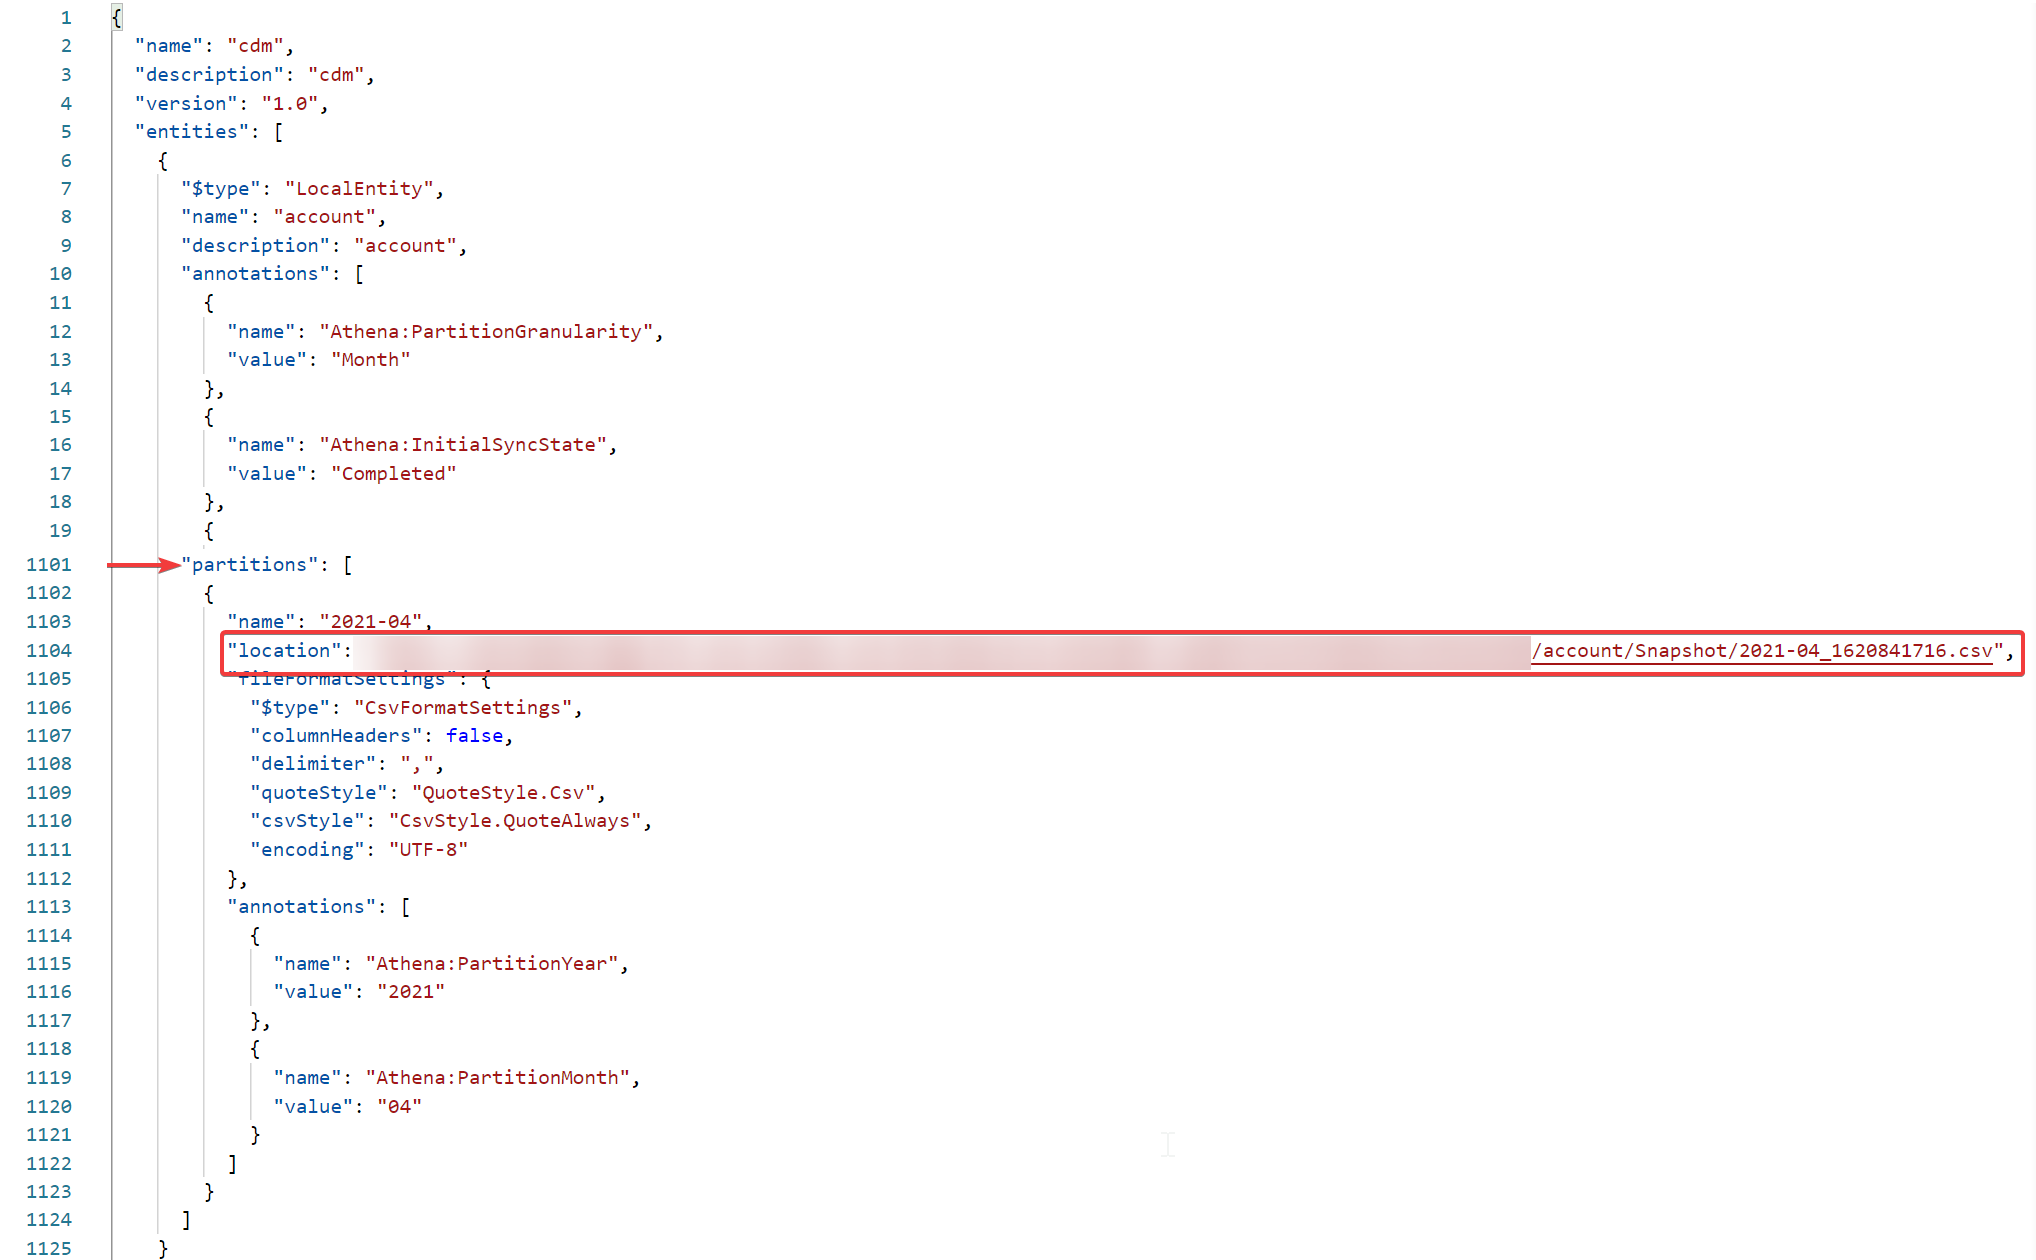 1 {
2 "name": "cdm",
3 "description": "cdm",
4 "version": "1.0",
5 "entities": [
6 {
7 "$type": "LocalEntity",
8 "name": "account",
9 "description": "account",
10 "annotations": [
11 {
12 "name": "Athena:PartitionGranularity",
13 "value": "Month"
14 },
15 {
16 "name": "Athena:InitialSyncState",
17 "value": "Completed"
18 },
19 {
1101 "partitions": [
1102 {
1103 "name": "2021-04",
1104 "location": /account/Snapshot/2021-04_1620841716.csv",
1105 "fileFormatSettings": {
1106 "$type": "CsvFormatSettings",
1107 "columnHeaders": false,
1108 "delimiter": ",",
1109 "quoteStyle": "QuoteStyle.Csv",
1110 "csvStyle": "CsvStyle.QuoteAlways",
1111 "encoding": "UTF-8"
1112 },
1113 "annotations": [
1114 {
1115 "name": "Athena:PartitionYear",
1116 "value": "2021"
1117 },
1118 {
1119 "name": "Athena:PartitionMonth",
1120 "value": "04"
1121 }
1122 ]
1123 }
1124 ]
1125 }